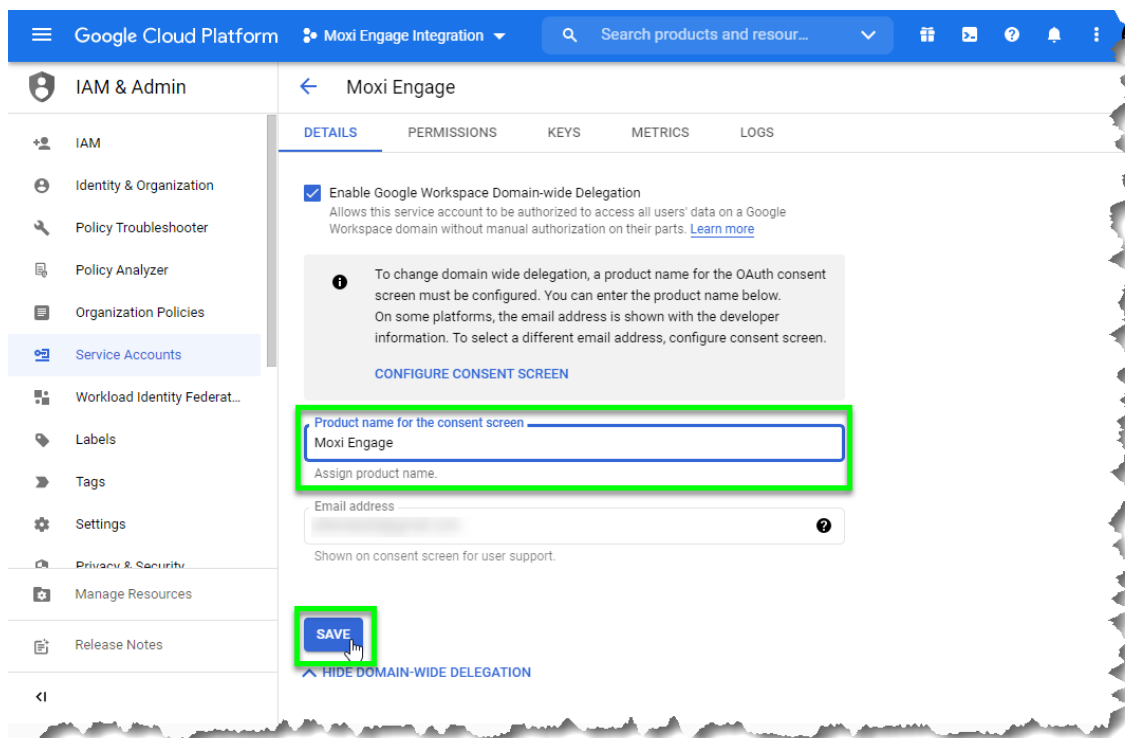 Google Cloud Platform
Moxi Engage Integration
Search products and resour...
IAM & Admin
Moxi Engage
DETAILS
PERMISSIONS
KEYS
METRICS
LOGS
IAM
Identity & Organization
Policy Troubleshooter
Policy Analyzer
Organization Policies
Service Accounts
Workload Identity Federat...
Labels
Tags
Settings
Privacy & Security
Manage Resources
Release Notes
Enable Google Workspace Domain-wide Delegation
Allows this service account to be authorized to access all users' data on a Google
Workspace domain without manual authorization on their parts. Learn more
To change domain wide delegation, a product name for the OAuth consent
screen must be configured. You can enter the product name below.
On some platforms, the email address is shown with the developer
information. To select a different email address, configure consent screen.
CONFIGURE CONSENT SCREEN
Product name for the consent screen
Moxi Engage
Assign product name.
Email address
Shown on consent screen for user support.
SAVE
HIDE DOMAIN-WIDE DELEGATION